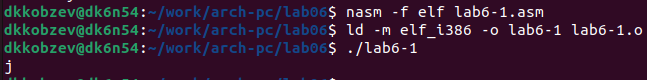 dkkobzev@dk6n54:~/work/arch-pc/lab06$ nasm -f elf lab6-1.asm
dkkobzev@dk6n54:~/work/arch-pc/lab06$ ld -m elf_i386 -o lab6-1 lab6-1.o
dkkobzev@dk6n54:~/work/arch-pc/lab06$ ./lab6-1
j